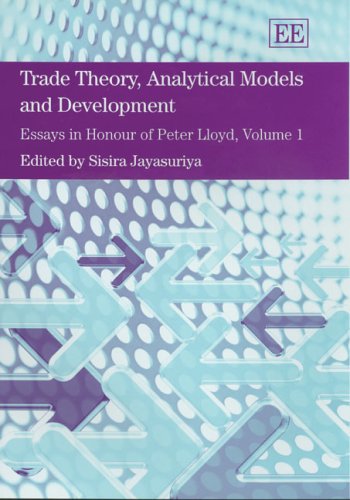 EE
Trade Theory, Analytical Models
and Development
Essays in Honour of Peter Lloyd, Volume 1
Edited by Sisira Jayasuriya